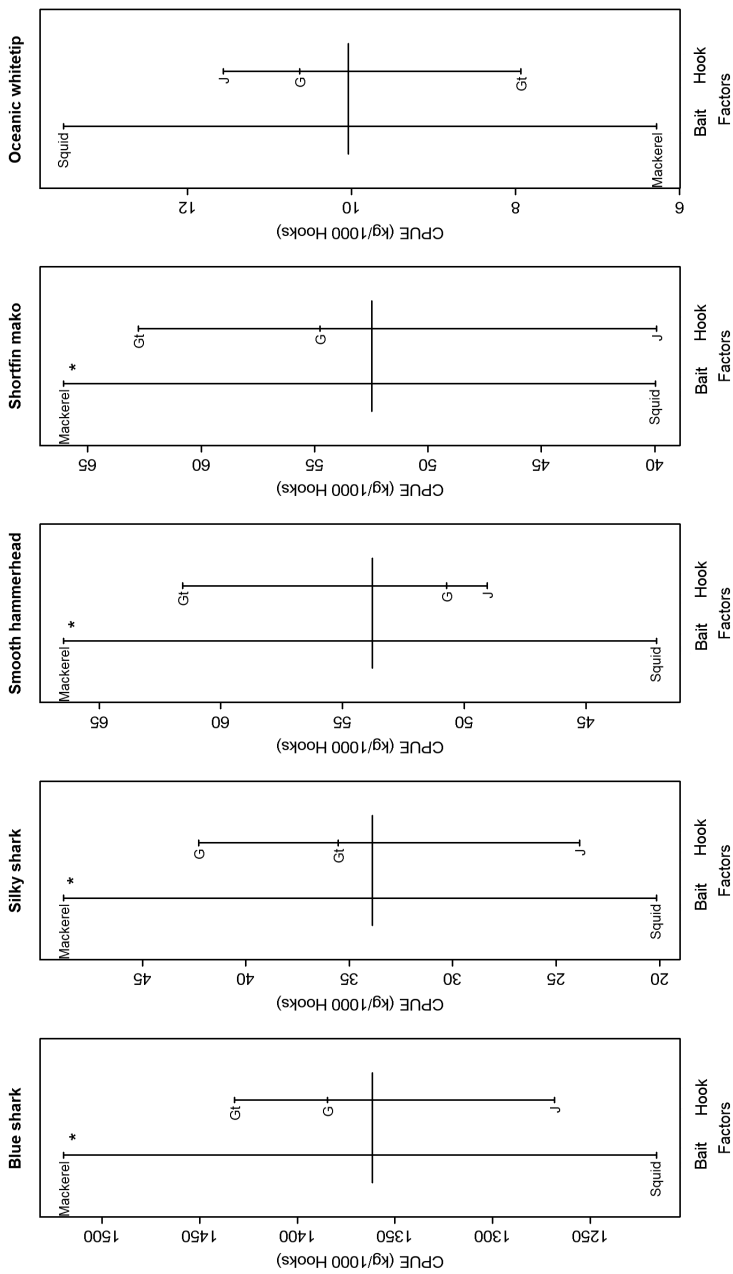 Blue shark
1500
1450
1400
1350
1300
1250
CPUE (kg/1000 Hooks)
Mackerel
*
Squid
Gt
G
J
Bait
Hook
Factors
Silky shark
45
40
35
30
25
20
CPUE (kg/1000 Hooks)
Mackerel
*
Squid
G
Gt
J
Bait
Hook
Factors
Smooth hammerhead
65
60
55
50
45
CPUE (kg/1000 Hooks)
Mackerel
*
Squid
Gt
G
J
Bait
Hook
Factors
Shortfin mako
65
60
55
50
45
40
CPUE (kg/1000 Hooks)
Mackerel
*
Squid
Gt
G
J
Bait
Hook
Factors
Oceanic whitetip
12
10
8
6
CPUE (kg/1000 Hooks)
Squid
Mackerel
J
G
Gt
Bait
Hook
Factors